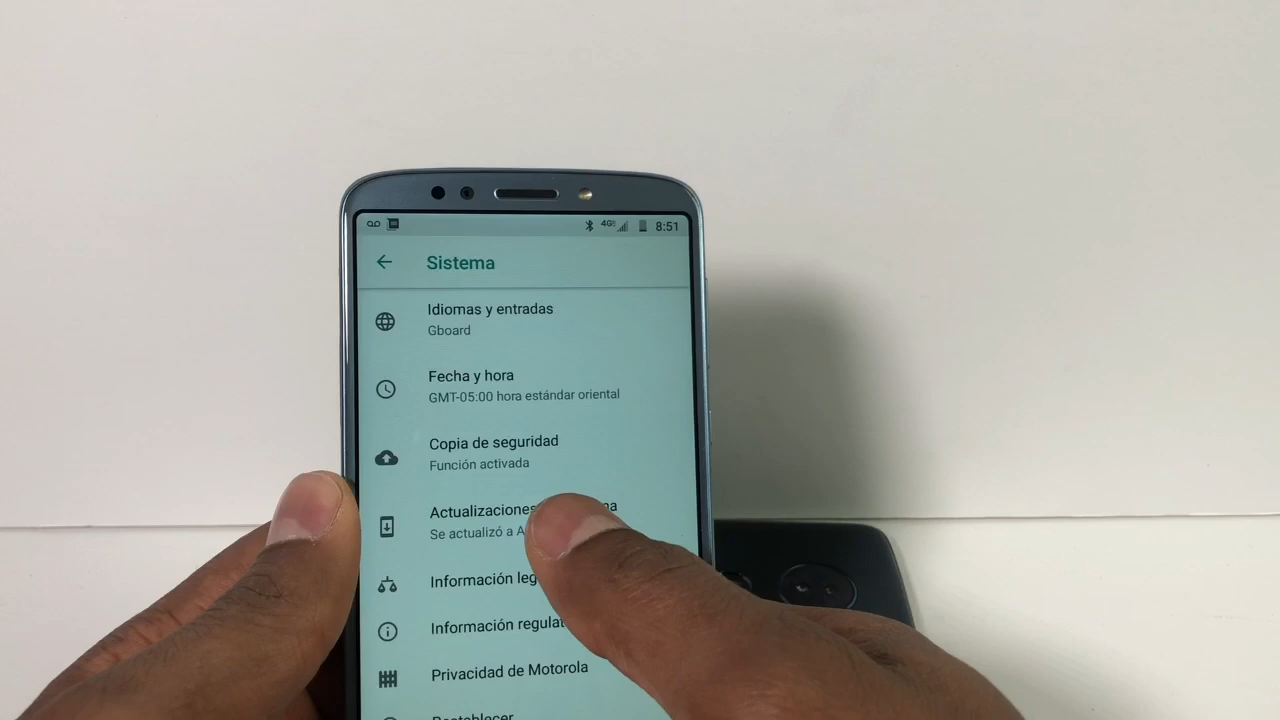 8:51
Sistema
Idiomas y entradas
Gboard
Fecha y hora
GMT-05:00 hora estándar oriental
Copia de seguridad
Función activada
Actualizaciones
Se actualizó a
Información
Información
Privacidad de Motorola
Restablecer